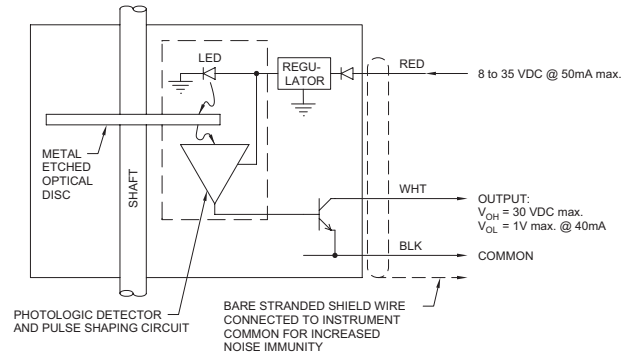 LED
REGU-
LATOR
RED
8 to 35 VDC @ 50mA max.
METAL
ETCHED
OPTICAL
DISC
SHAFT
WHT
OUTPUT:
VOH = 30 VDC max.
VOL = 1V max. @ 40mA
BLK
COMMON
PHOTOLOGIC DETECTOR
AND PULSE SHAPING CIRCUIT
BARE STRANDED SHIELD WIRE
CONNECTED TO INSTRUMENT
COMMON FOR INCREASED
NOISE IMMUNITY